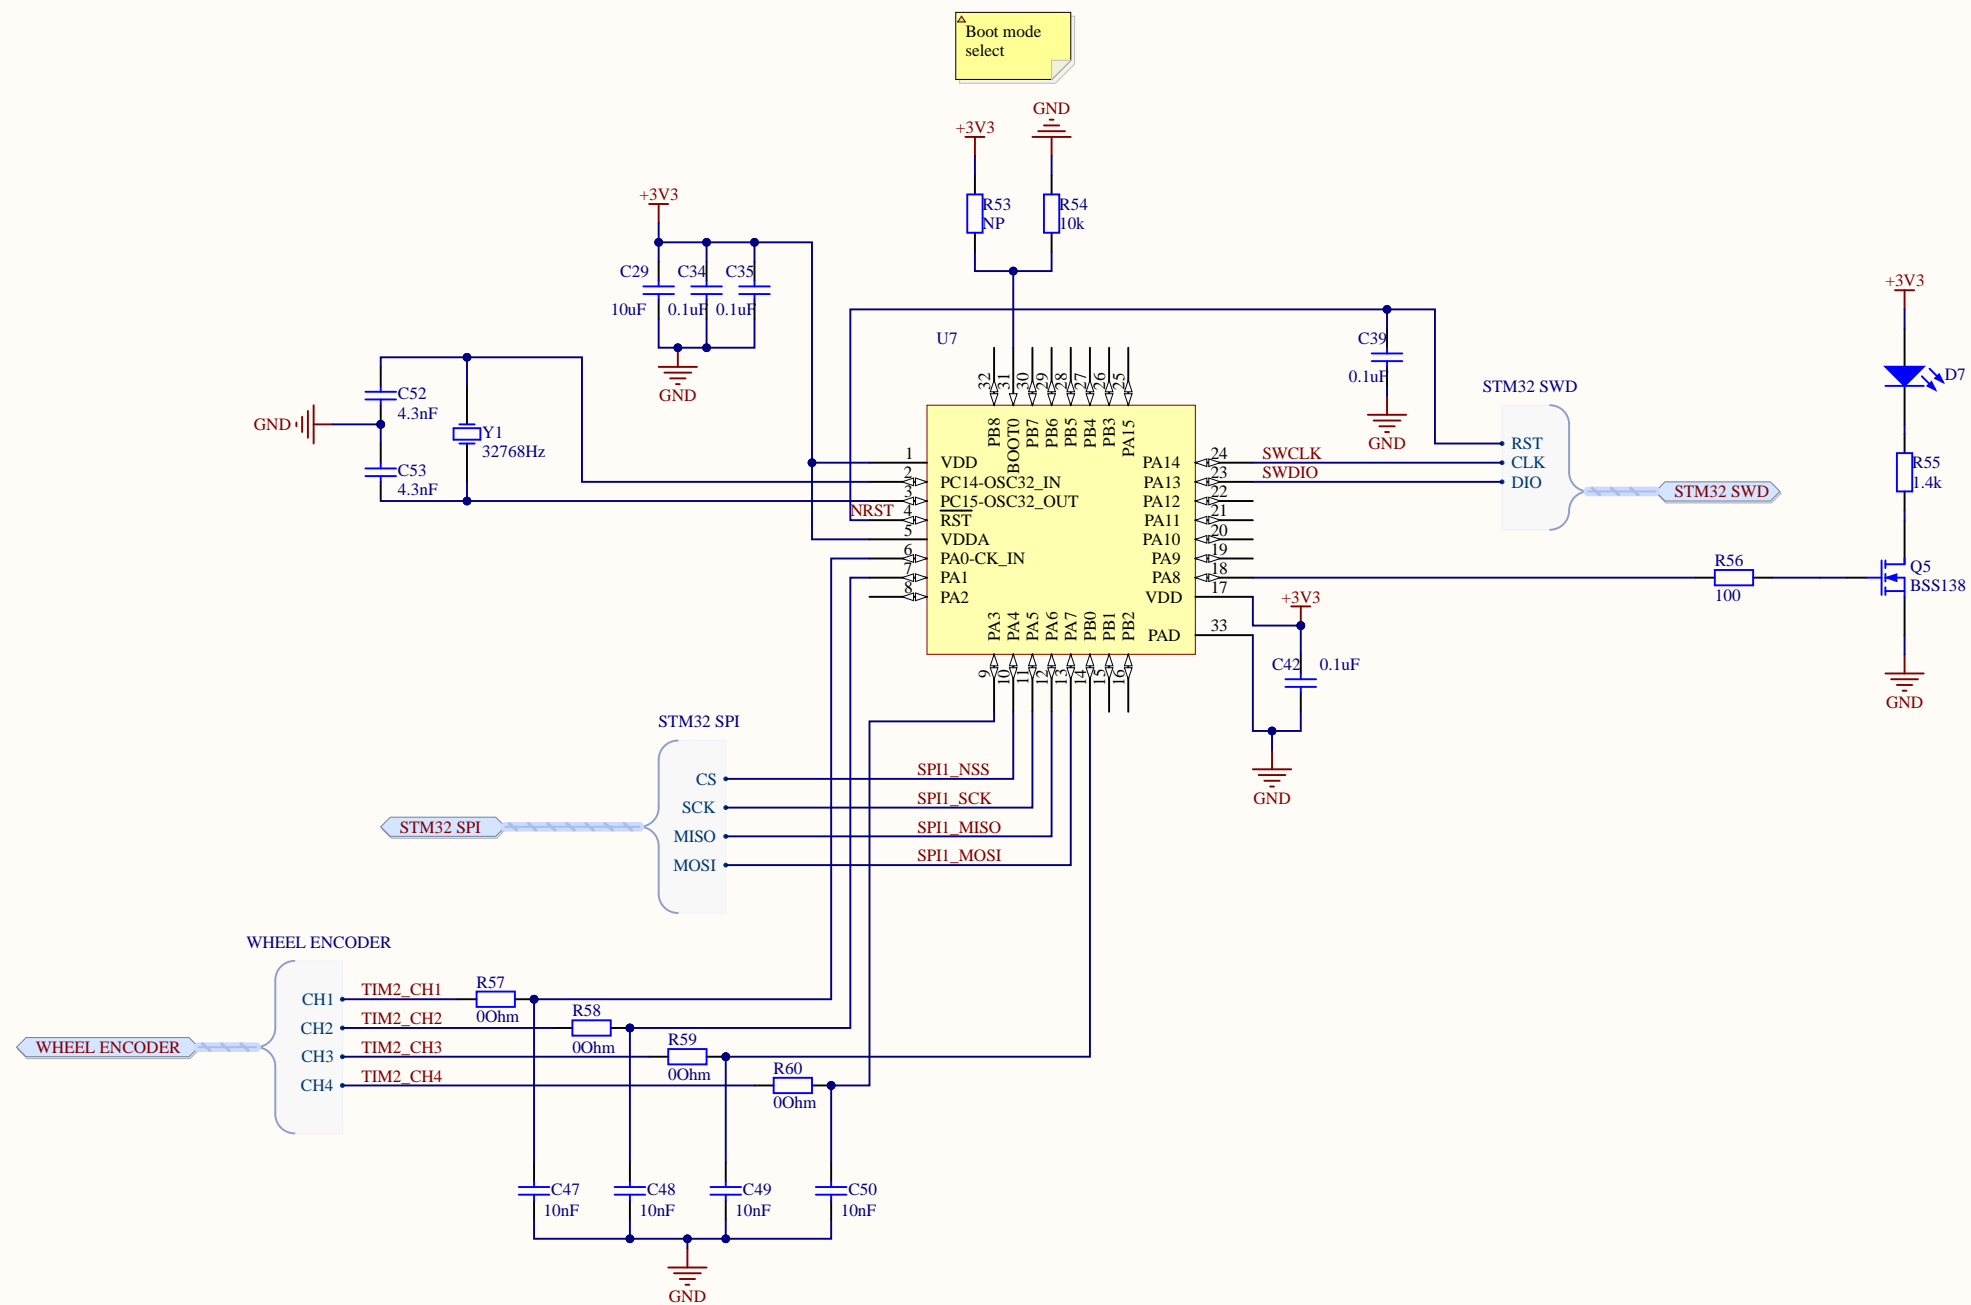 Boot mode
select
GND
+3V3
R53
NP
R54
10k
+3V3
C29
10uF
C34
0.1uF
C35
0.1uF
GND
U7
C39
0.1uF
GND
+3V3
D7
R55
1.4k
Q5
BSS138
GND
R56
100
STM32 SWD
RST
CLK
DIO
STM32 SWD
SWCLK
SWDIO
C52
4.3nF
GND
C53
4.3nF
Y1
32768Hz
NRST
32 31 30 29 28 27 26 25
PB8 BOOT0 PB7 PB6 PB5 PB4 PB3 PA15
1 VDD
2 PC14-OSC32_IN
3 PC15-OSC32_OUT
4 RST
5 VDDA
6 PA0-CK_IN
7 PA1
8 PA2
PA14 24
PA13 23
PA12 22
PA11 21
PA10 20
PA9 19
PA8 18
VDD 17
PAD 33
PA3 PA4 PA5 PA6 PA7 PB0 PB1 PB2
9 10 11 12 13 14 15 16
+3V3
C42
0.1uF
GND
STM32 SPI
CS
SCK
MISO
MOSI
STM32 SPI
SPI1_NSS
SPI1_SCK
SPI1_MISO
SPI1_MOSI
WHEEL ENCODER
CH1
CH2
CH3
CH4
WHEEL ENCODER
TIM2_CH1
TIM2_CH2
TIM2_CH3
TIM2_CH4
R57
0Ohm
R58
0Ohm
R59
0Ohm
R60
0Ohm
C47
10nF
C48
10nF
C49
10nF
C50
10nF
GND